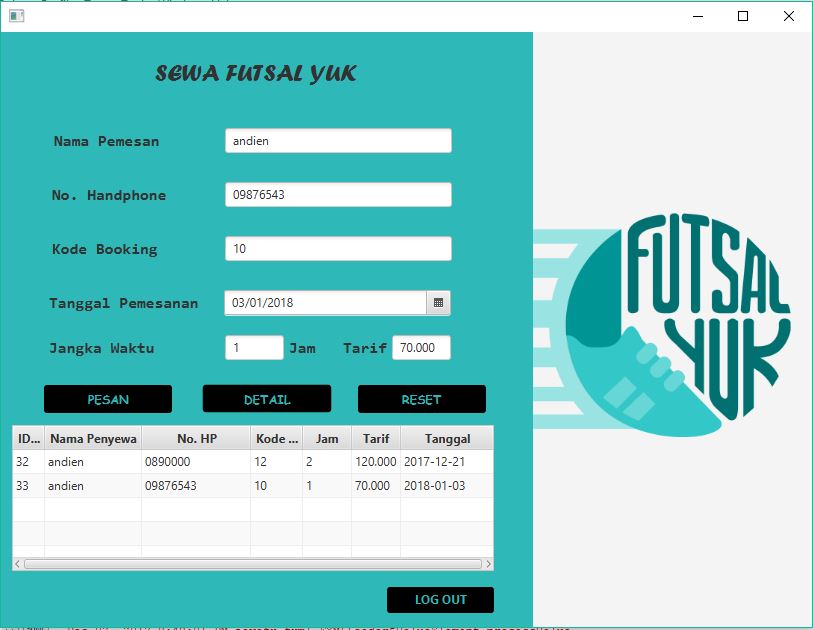 SEWA FUTSAL YUK
Nama Pemesan andien
No. Handphone 09876543
Kode Booking 10
Tanggal Pemesanan 03/01/2018
Jangka Waktu 1 Jam Tarif 70.000
PESAN DETAIL RESET
ID... Nama Penyewa No. HP Kode ... Jam Tarif Tanggal
32 andien 0890000 12 2 120.000 2017-12-21
33 andien 09876543 10 1 70.000 2018-01-03
LOG OUT
FUTSAL
YUK